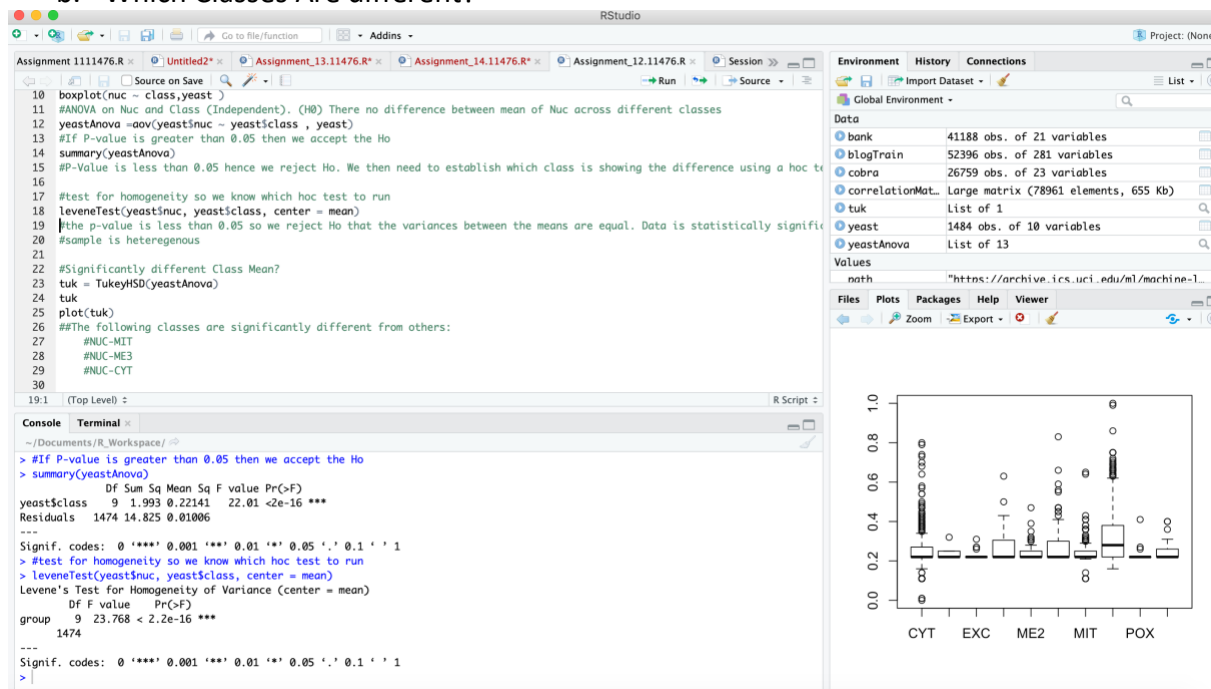 b. Which Classes Are different?
RStudio
Go to file/function
Addins
Project: (None
Assignment 1111476.R
Untitled2*
Assignment_13.11476.R*
Assignment_14.11476.R*
Assignment_12.11476.R
Session
Source on Save
Run
Source
10 boxplot(nuc ~ class,yeast )
11 #ANOVA on Nuc and Class (Independent). (H0) There no difference between mean of Nuc across different classes
12 yeastAnova =aov(yeast$nuc ~ yeast$class , yeast)
13 #If P-value is greater than 0.05 then we accept the Ho
14 summary(yeastAnova)
15 #P-Value is less than 0.05 hence we reject Ho. We then need to establish which class is showing the difference using a hoc te
16
17 #test for homogeneity so we know which hoc test to run
18 leveneTest(yeast$nuc, yeast$class, center = mean)
19 #the p-value is less than 0.05 so we reject Ho that the variances between the means are equal. Data is statistically signific
20 #sample is heteregenous
21
22 #Significantly different Class Mean?
23 tuk = TukeyHSD(yeastAnova)
24 tuk
25 plot(tuk)
26 ##The following classes are significantly different from others:
27 #NUC-MIT
28 #NUC-ME3
29 #NUC-CYT
30
19:1 (Top Level) R Script
Console Terminal
~/Documents/R_Workspace/
> #If P-value is greater than 0.05 then we accept the Ho
> summary(yeastAnova)
Df Sum Sq Mean Sq F value Pr(>F)
yeast$class 9 1.993 0.22141 22.01 <2e-16 ***
Residuals 1474 14.825 0.01006
---
Signif. codes: 0 ‘***’ 0.001 ‘**’ 0.01 ‘*’ 0.05 ‘.’ 0.1 ‘ ’ 1
> #test for homogeneity so we know which hoc test to run
> leveneTest(yeast$nuc, yeast$class, center = mean)
Levene's Test for Homogeneity of Variance (center = mean)
Df F value Pr(>F)
group 9 23.768 < 2.2e-16 ***
1474
---
Signif. codes: 0 ‘***’ 0.001 ‘**’ 0.01 ‘*’ 0.05 ‘.’ 0.1 ‘ ’ 1
>
Environment History Connections
Import Dataset
List
Global Environment
Data
bank 41188 obs. of 21 variables
blogTrain 52396 obs. of 281 variables
cobra 26759 obs. of 23 variables
correlationMat… Large matrix (78961 elements, 655 Kb)
tuk List of 1
yeast 1484 obs. of 10 variables
yeastAnova List of 13
Values
path "https://archive.ics.uci.edu/ml/machine-l…
Files Plots Packages Help Viewer
Zoom Export
1.0
0.8
0.6
0.4
0.2
0.0
CYT EXC ME2 MIT POX